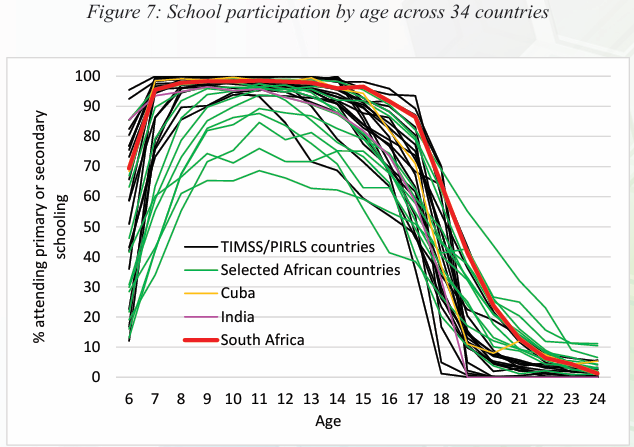 Figure 7: School participation by age across 34 countries
% attending primary or secondary
schooling
100
90
80
70
60
50
40
30
20
10
0
TIMSS/PIRLS countries
Selected African countries
Cuba
India
South Africa
6 7 8 9 10 11 12 13 14 15 16 17 18 19 20 21 22 23 24
Age